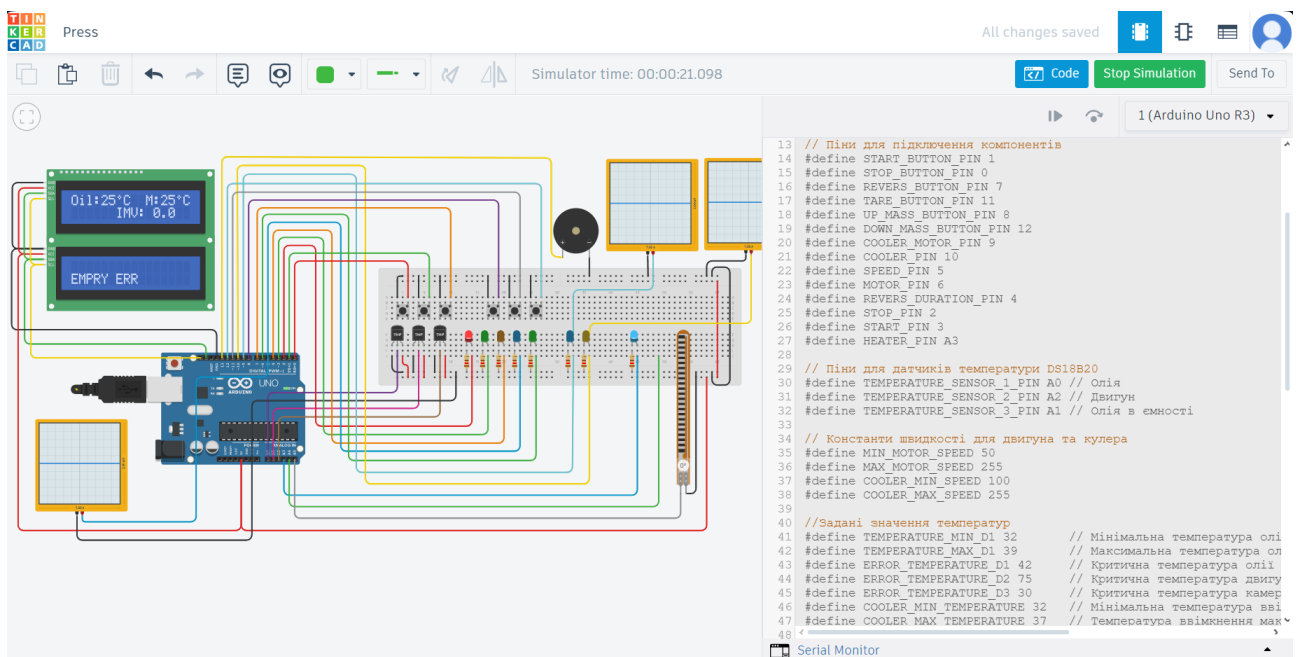 TIN
KER
CAD
Press
All changes saved
Simulator time: 00:00:21.098
Code
Stop Simulation
Send To
1 (Arduino Uno R3)
Oil:25°C M:25°C
IMV: 0.0
EMPRY ERR
DIGITAL PWM~
UNO
ARDUINO
POWER
ANALOG IN
TMP
TMP
TMP
0°
13 // Піни для підключення компонентів
14 #define START_BUTTON_PIN 1
15 #define STOP_BUTTON_PIN 0
16 #define REVERS_BUTTON_PIN 7
17 #define TARE_BUTTON_PIN 11
18 #define UP_MASS_BUTTON_PIN 8
19 #define DOWN_MASS_BUTTON_PIN 12
20 #define COOLER_MOTOR_PIN 9
21 #define COOLER_PIN 10
22 #define SPEED_PIN 5
23 #define MOTOR_PIN 6
24 #define REVERS_DURATION_PIN 4
25 #define STOP_PIN 2
26 #define START_PIN 3
27 #define HEATER_PIN A3
28
29 // Піни для датчиків температури DS18B20
30 #define TEMPERATURE_SENSOR_1_PIN A0 // Олія
31 #define TEMPERATURE_SENSOR_2_PIN A2 // Двигун
32 #define TEMPERATURE_SENSOR_3_PIN A1 // Олія в ємності
33
34 // Константи швидкості для двигуна та кулера
35 #define MIN_MOTOR_SPEED 50
36 #define MAX_MOTOR_SPEED 255
37 #define COOLER_MIN_SPEED 100
38 #define COOLER_MAX_SPEED 255
39
40 //Задані значення температур
41 #define TEMPERATURE_MIN_D1 32 // Мінімальна температура олі
42 #define TEMPERATURE_MAX_D1 39 // Максимальна температура ол
43 #define ERROR_TEMPERATURE_D1 42 // Критична температура олії
44 #define ERROR_TEMPERATURE_D2 75 // Критична температура двигу
45 #define ERROR_TEMPERATURE_D3 30 // Критична температура камер
46 #define COOLER_MIN_TEMPERATURE 32 // Мінімальна температура вві
47 #define COOLER_MAX_TEMPERATURE 37 // Температура ввімкнення мак
48
Serial Monitor